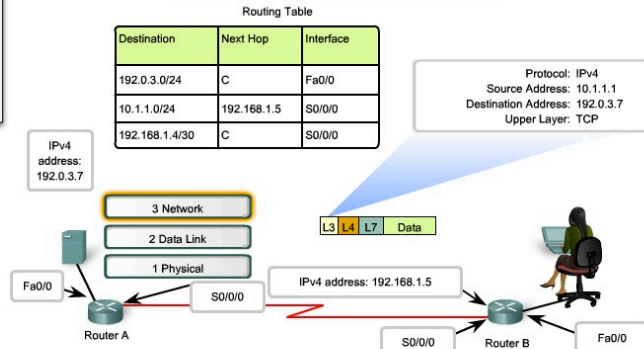 Routing Table
Destination Next Hop Interface
192.0.3.0/24 C Fa0/0
10.1.1.0/24 192.168.1.5 S0/0/0
192.168.1.4/30 C S0/0/0
Protocol: IPv4
Source Address: 10.1.1.1
Destination Address: 192.0.3.7
Upper Layer: TCP
IPv4
address:
192.0.3.7
3 Network
2 Data Link
1 Physical
L3 L4 L7 Data
Fa0/0
S0/0/0
IPv4 address: 192.168.1.5
Router A
S0/0/0
Router B
Fa0/0